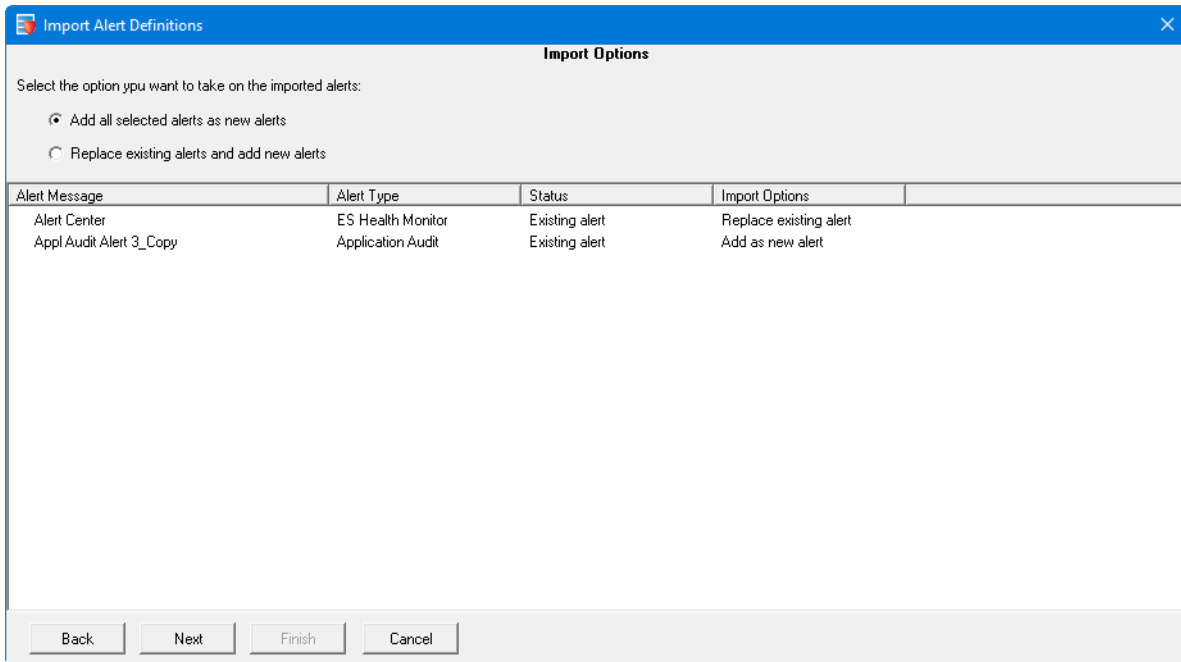 Import Alert Definitions
Import Options
Select the option ypu want to take on the imported alerts:
Add all selected alerts as new alerts
Replace existing alerts and add new alerts
Alert Message Alert Type Status Import Options
Alert Center ES Health Monitor Existing alert Replace existing alert
Appl Audit Alert 3_Copy Application Audit Existing alert Add as new alert
Back Next Finish Cancel